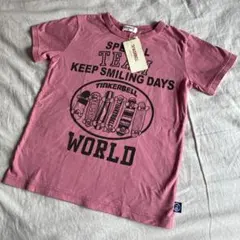 SPECIAL
TEAM
KEEP SMILING DAYS
TINKERBELL
WORLD